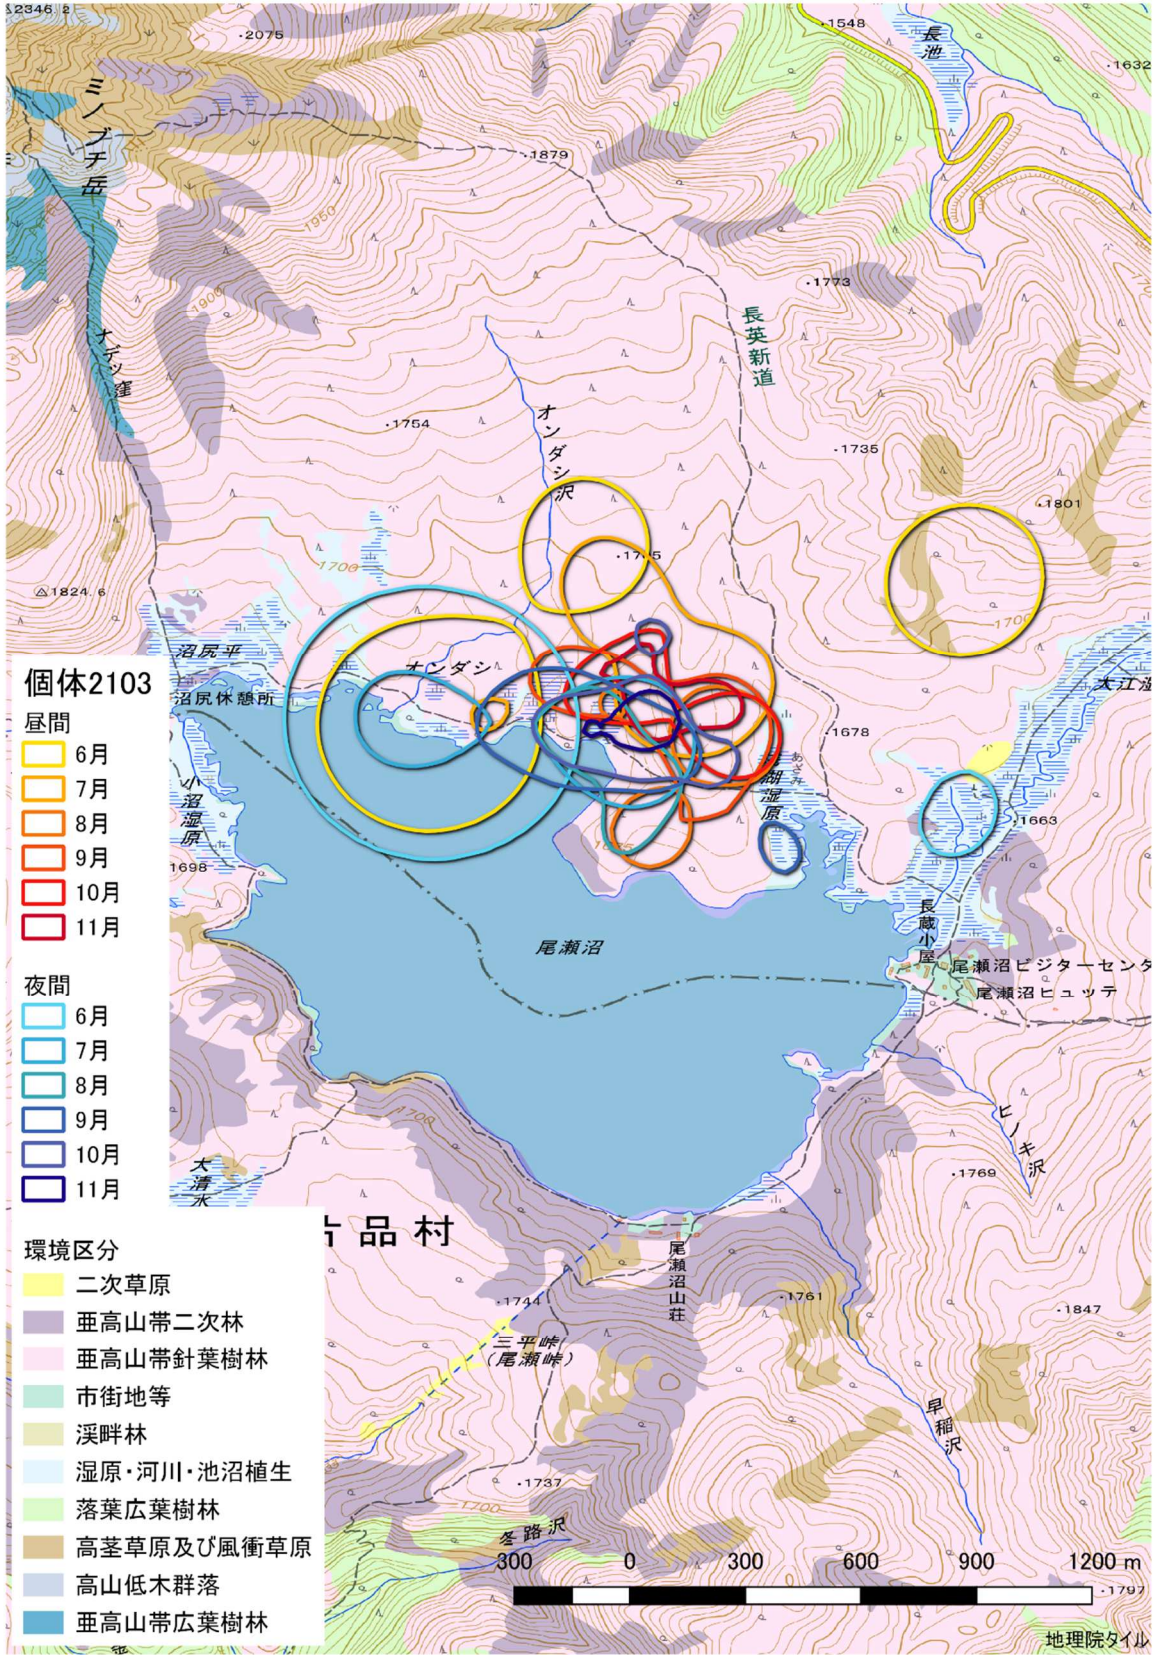 2346.2
・2075
・1548
長池
・1632
ミノブチ岳
・1879
1950
・1773
1900
長英新道
ナデッ窪
・1754
オンダシ沢
・1735
・1801
1700
1824.6
1700
沼尻平
オンダシ
大江湿
沼尻休憩所
・1678
小沼湿原
湖湿原
・1663
1698
長蔵小屋
尾瀬沼
尾瀬沼ビジターセンタ
尾瀬沼ヒュッテ
1700
ヒノキ沢
大清水
・1769
片品村
尾瀬沼山荘
・1744
・1761
・1847
三平峠
(尾瀬峠)
早稲沢
・1737
1700
冬路沢
・1797
個体2103
昼間
6月
7月
8月
9月
10月
11月
夜間
6月
7月
8月
9月
10月
11月
環境区分
二次草原
亜高山帯二次林
亜高山帯針葉樹林
市街地等
渓畔林
湿原・河川・池沼植生
落葉広葉樹林
高茎草原及び風衝草原
高山低木群落
亜高山帯広葉樹林
300 0 300 600 900 1200 m
地理院タイル